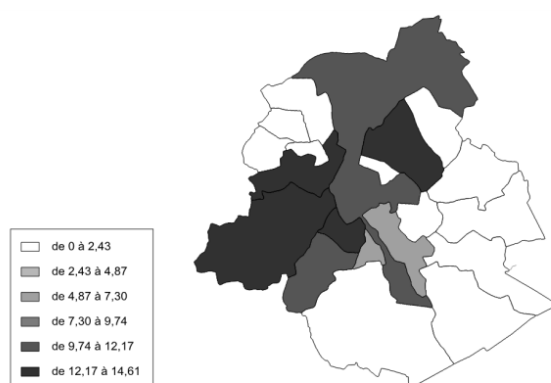 de 0 à 2,43
de 2,43 à 4,87
de 4,87 à 7,30
de 7,30 à 9,74
de 9,74 à 12,17
de 12,17 à 14,61